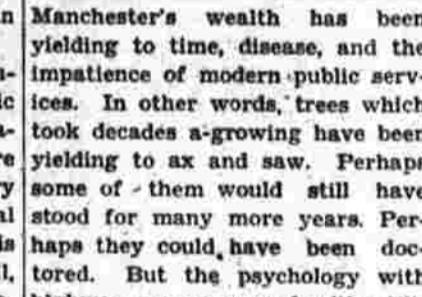 Manchester's wealth has been
yielding to time, disease, and the
impatience of modern public serv-
ices. In other words, trees which
took decades a-growing have been
yielding to ax and saw. Perhaps
some of them would still have
stood for many more years. Per-
haps they could have been doc-
tored. But the psychology with